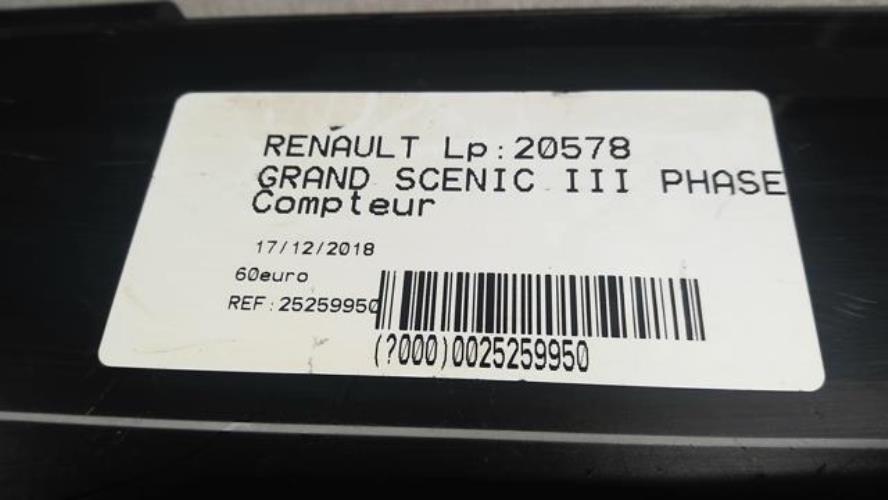 RENAULT Lp:20578
GRAND SCENIC III PHASE
Compteur
17/12/2018
60euro
REF:25259950
(?000)0025259950